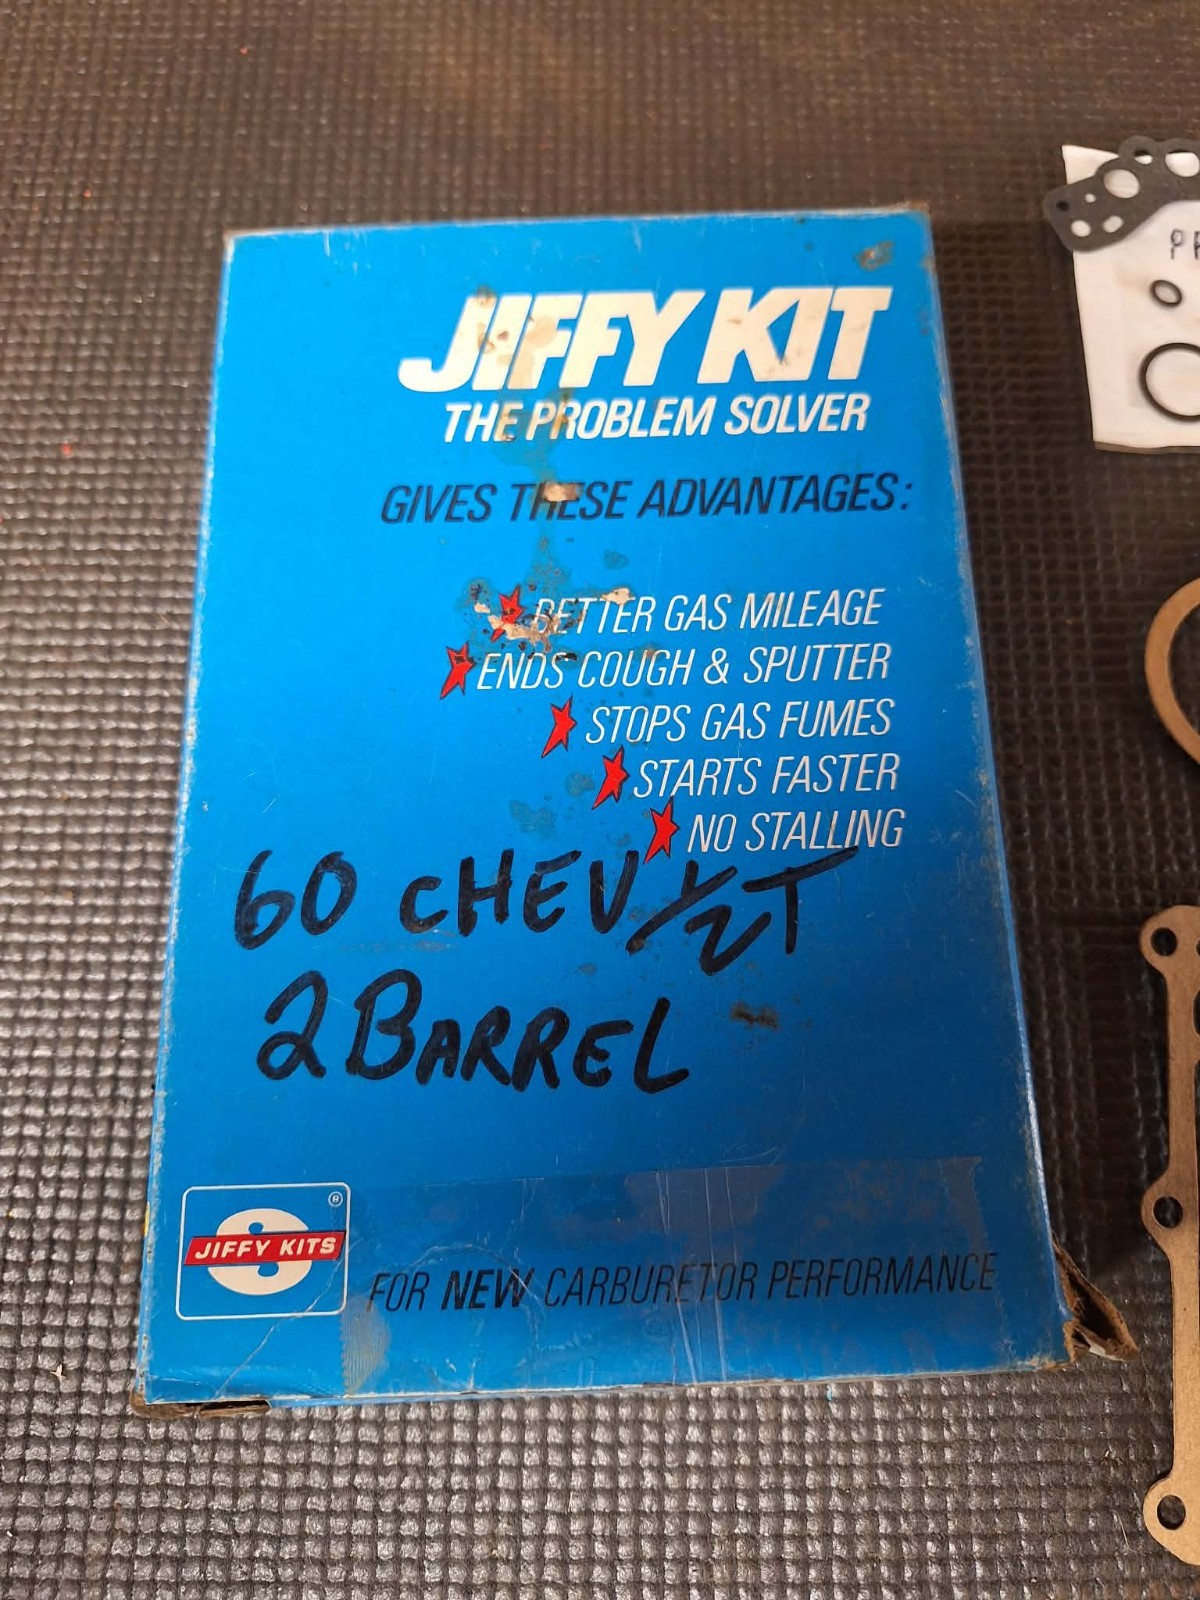 JIFFY KIT
THE PROBLEM SOLVER
GIVES THESE ADVANTAGES:
BETTER GAS MILEAGE
ENDS COUGH & SPUTTER
STOPS GAS FUMES
STARTS FASTER
NO STALLING
60 CHEV 1/2 T
2 BARREL
®
JIFFY KITS
FOR NEW CARBURETOR PERFORMANCE